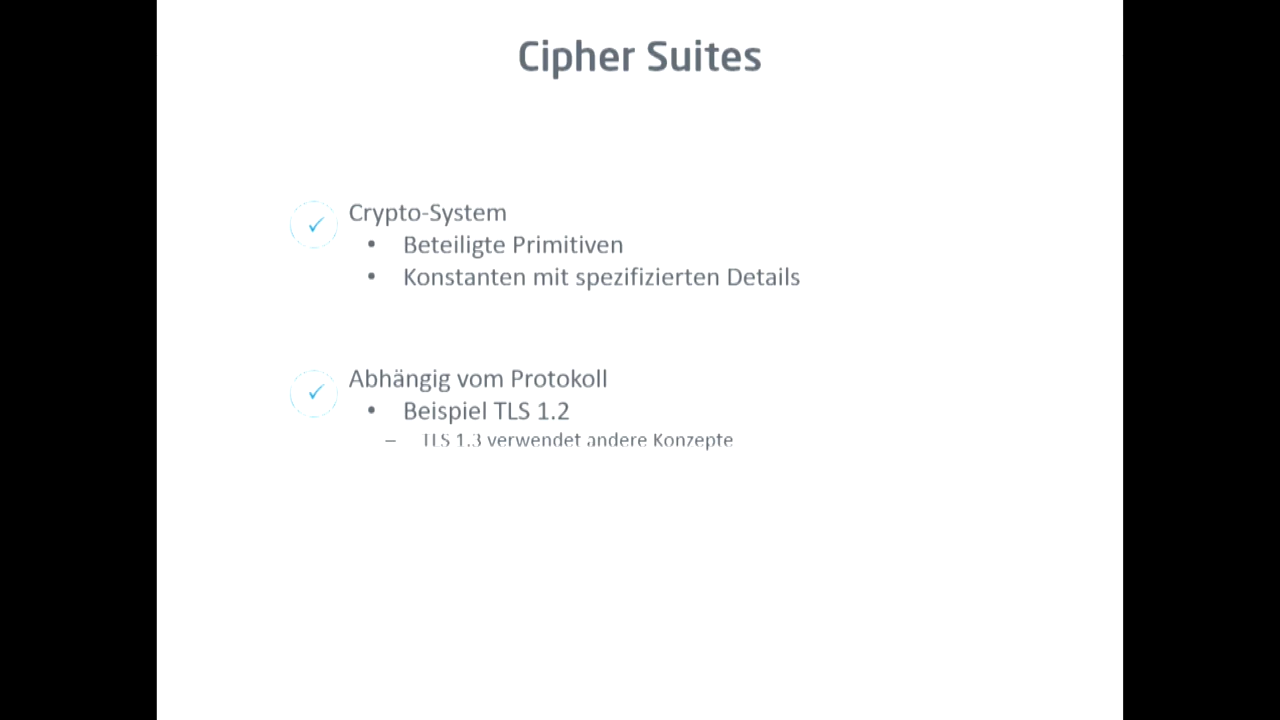 Cipher Suites
✓ Crypto-System
• Beteiligte Primitiven
• Konstanten mit spezifizierten Details
✓ Abhängig vom Protokoll
• Beispiel TLS 1.2
– TLS 1.3 verwendet andere Konzepte